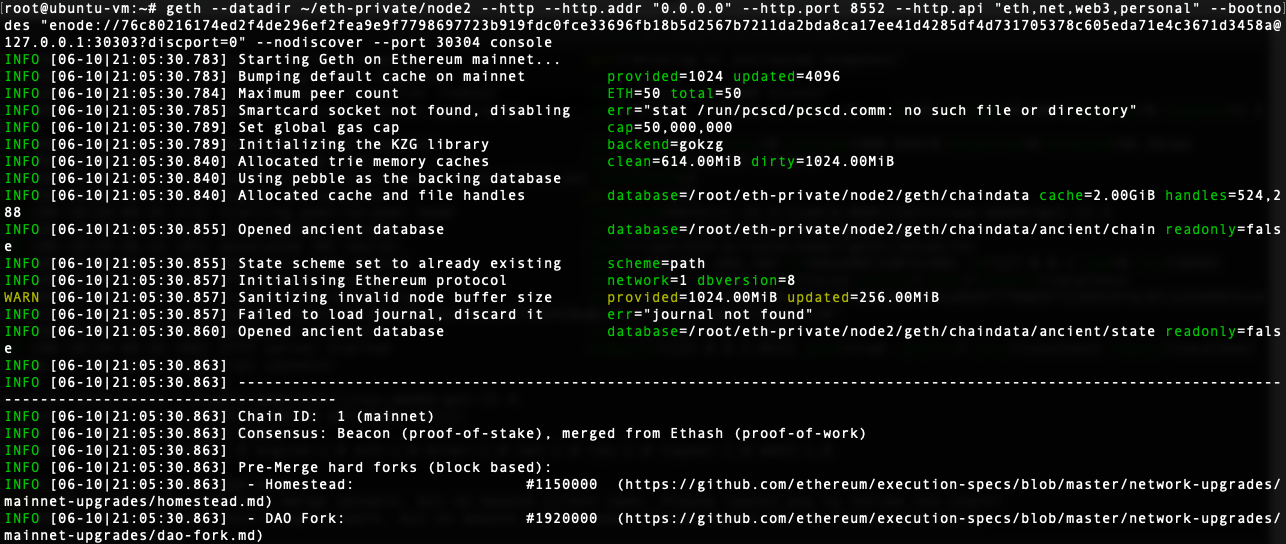 root@ubuntu-vm:~# geth --datadir ~/eth-private/node2 --http --http.addr "0.0.0.0" --http.port 8552 --http.api "eth,net,web3,personal" --bootno
des "enode://76c80216174ed2f4de296ef2fea9e9f7798697723b919fdc0fce33696fb18b5d2567b7211da2bda8ca17ee41d4285df4d731705378c605eda71e4c3671d3458a@
127.0.0.1:30303?discport=0" --nodiscover --port 30304 console
INFO [06-10|21:05:30.783] Starting Geth on Ethereum mainnet...
INFO [06-10|21:05:30.783] Bumping default cache on mainnet         provided=1024 updated=4096
INFO [06-10|21:05:30.784] Maximum peer count                       ETH=50 total=50
INFO [06-10|21:05:30.785] Smartcard socket not found, disabling    err="stat /run/pcscd/pcscd.comm: no such file or directory"
INFO [06-10|21:05:30.789] Set global gas cap                       cap=50,000,000
INFO [06-10|21:05:30.789] Initializing the KZG library             backend=gokzg
INFO [06-10|21:05:30.840] Allocated trie memory caches             clean=614.00MiB dirty=1024.00MiB
INFO [06-10|21:05:30.840] Using pebble as the backing database
INFO [06-10|21:05:30.840] Allocated cache and file handles         database=/root/eth-private/node2/geth/chaindata cache=2.00GiB handles=524,2
88
INFO [06-10|21:05:30.855] Opened ancient database                  database=/root/eth-private/node2/geth/chaindata/ancient/chain readonly=fals
e
INFO [06-10|21:05:30.855] State scheme set to already existing     scheme=path
INFO [06-10|21:05:30.857] Initialising Ethereum protocol           network=1 dbversion=8
WARN [06-10|21:05:30.857] Sanitizing invalid node buffer size      provided=1024.00MiB updated=256.00MiB
INFO [06-10|21:05:30.857] Failed to load journal, discard it       err="journal not found"
INFO [06-10|21:05:30.860] Opened ancient database                  database=/root/eth-private/node2/geth/chaindata/ancient/state readonly=fals
e
INFO [06-10|21:05:30.863]
INFO [06-10|21:05:30.863] --------------------------------------------------------------------------------------------------------------------
-------------------------------------
INFO [06-10|21:05:30.863] Chain ID:  1 (mainnet)
INFO [06-10|21:05:30.863] Consensus: Beacon (proof-of-stake), merged from Ethash (proof-of-work)
INFO [06-10|21:05:30.863]
INFO [06-10|21:05:30.863] Pre-Merge hard forks (block based):
INFO [06-10|21:05:30.863]  - Homestead:                   #1150000  (https://github.com/ethereum/execution-specs/blob/master/network-upgrades/
mainnet-upgrades/homestead.md)
INFO [06-10|21:05:30.863]  - DAO Fork:                    #1920000  (https://github.com/ethereum/execution-specs/blob/master/network-upgrades/
mainnet-upgrades/dao-fork.md)